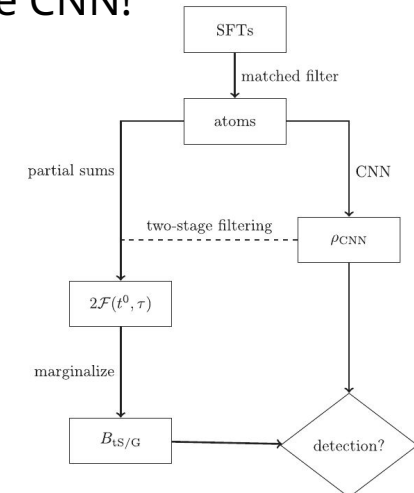 e CNN!
SFTs
matched filter
atoms
partial sums
CNN
two-stage filtering
ρCNN
2ℱ(t⁰, τ)
marginalize
BtS/G
detection?